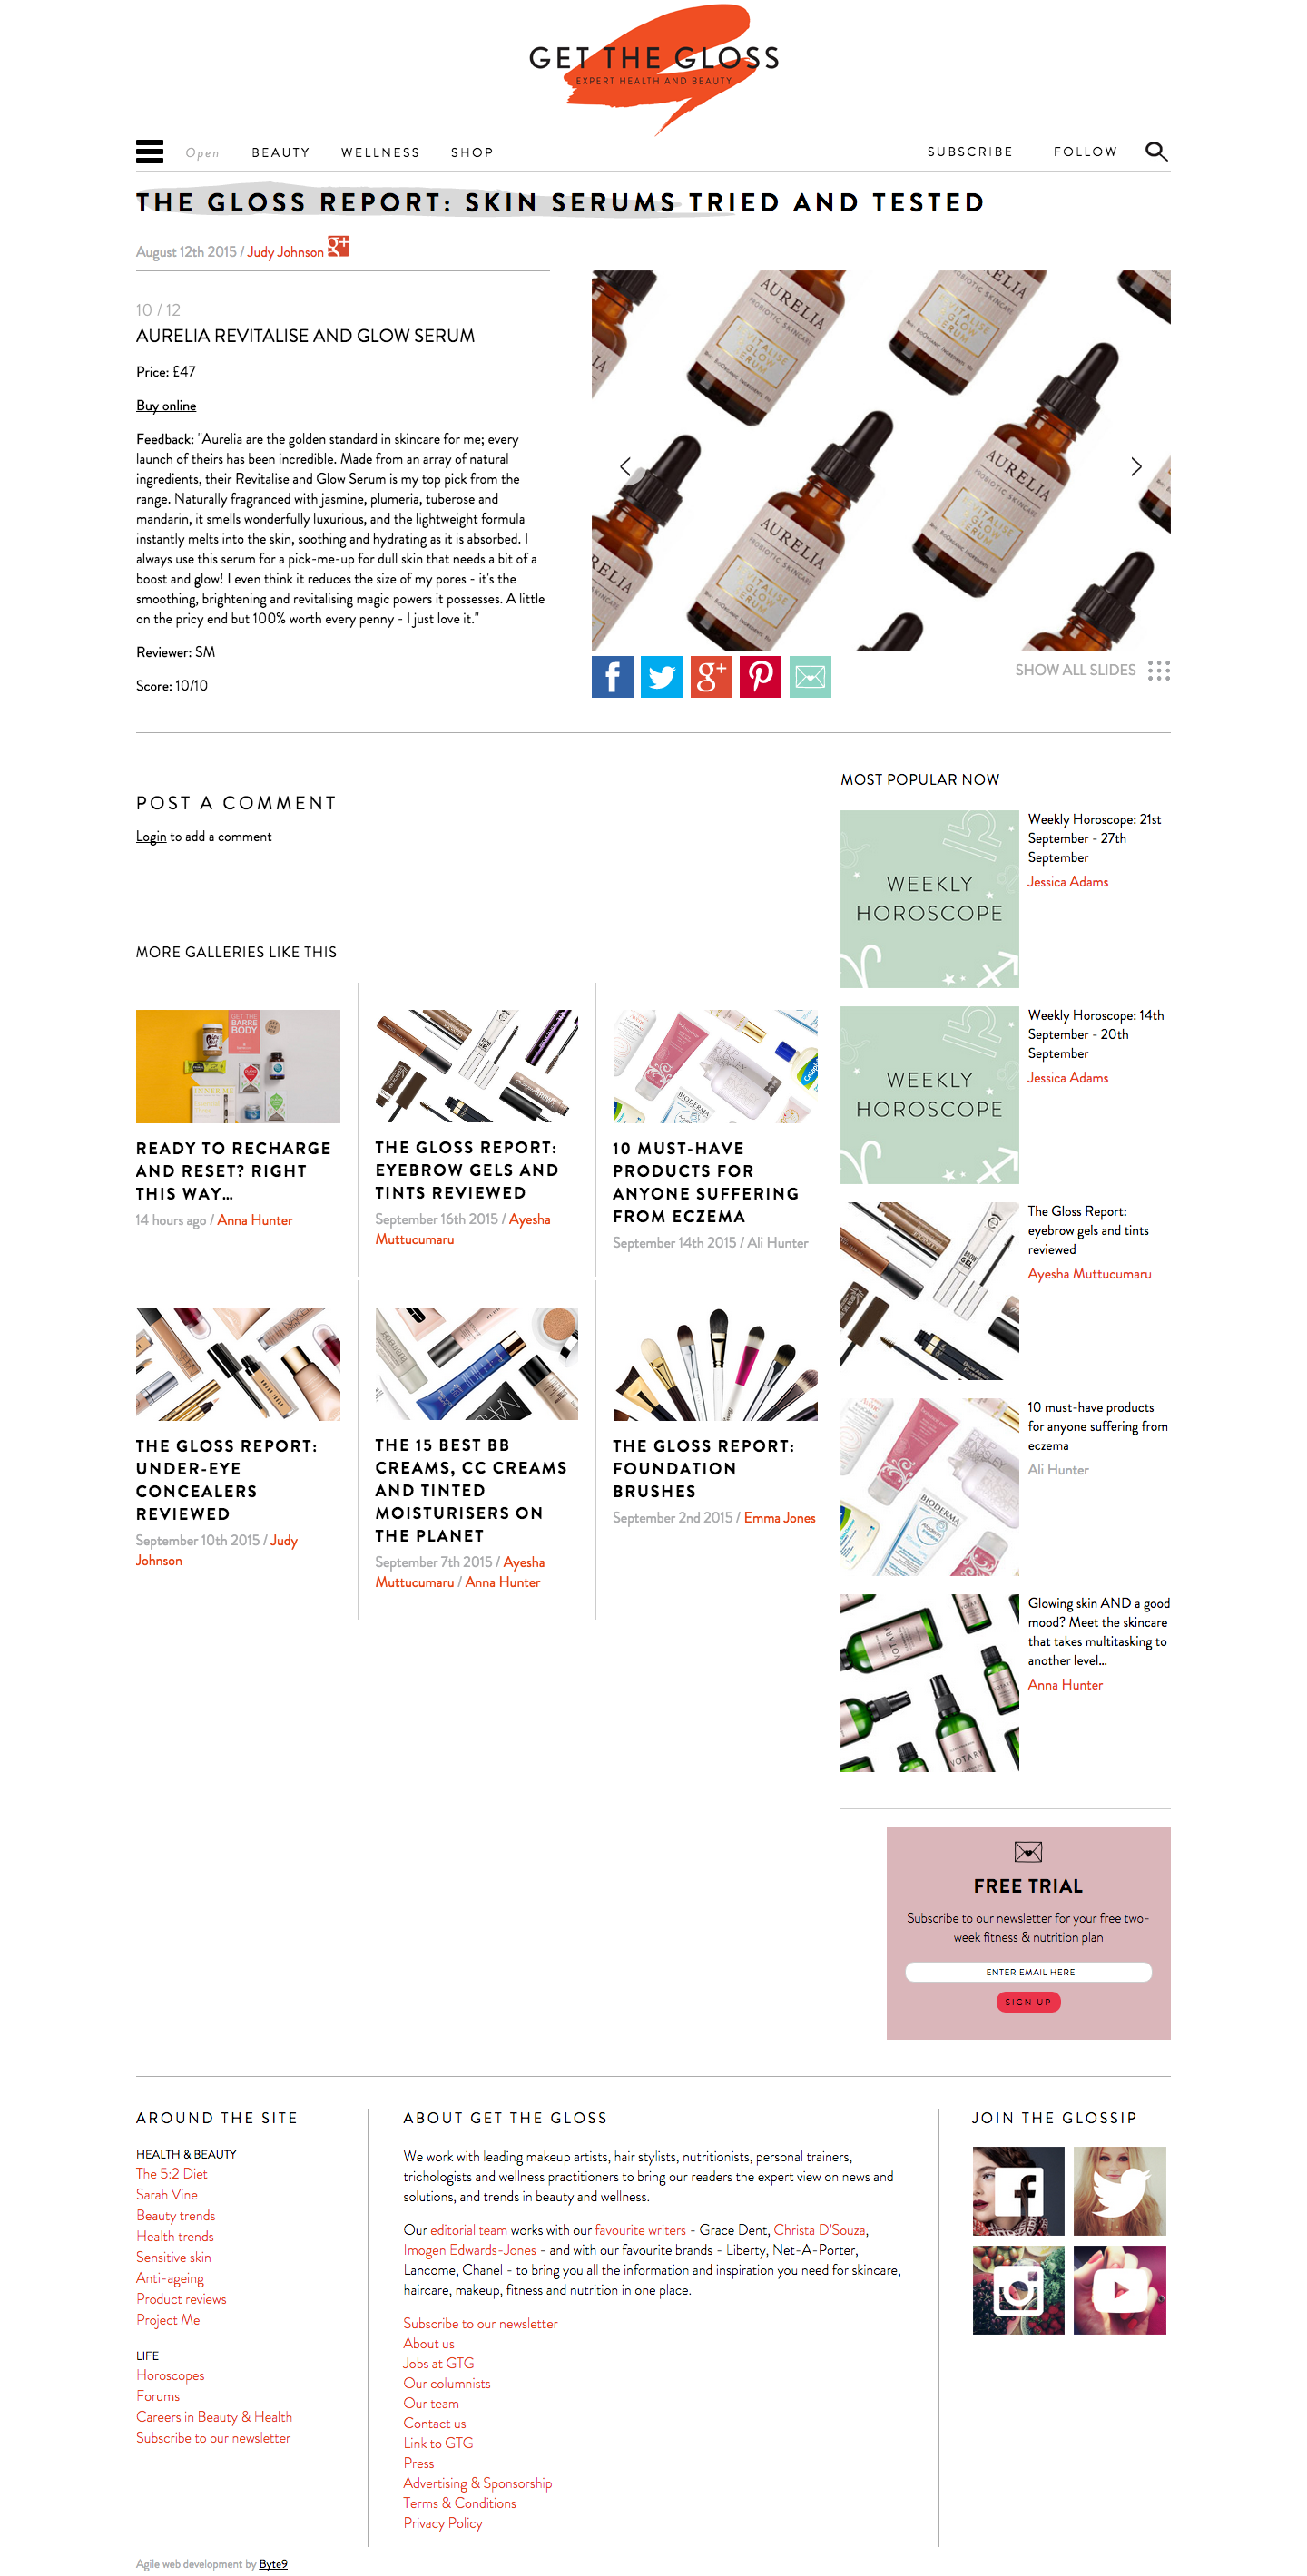 GET THE GLOSS
EXPERT HEALTH AND BEAUTY
Open BEAUTY WELLNESS SHOP SUBSCRIBE FOLLOW
THE GLOSS REPORT: SKIN SERUMS TRIED AND TESTED
August 12th 2015 / Judy Johnson
10 / 12
AURELIA REVITALISE AND GLOW SERUM
Price: £47
Buy online
Feedback: "Aurelia are the golden standard in skincare for me; every
launch of theirs has been incredible. Made from an array of natural
ingredients, their Revitalise and Glow Serum is my top pick from the
range. Naturally fragranced with jasmine, plumeria, tuberose and
mandarin, it smells wonderfully luxurious, and the lightweight formula
instantly melts into the skin, soothing and hydrating as it is absorbed. I
always use this serum for a pick-me-up for dull skin that needs a bit of a
boost and glow! I even think it reduces the size of my pores - it's the
smoothing, brightening and revitalising magic powers it possesses. A little
on the pricy end but 100% worth every penny - I just love it."
Reviewer: SM
Score: 10/10
AURELIA
PROBIOTIC SKINCARE
REVITALISE
& GLOW
SERUM
SHOW ALL SLIDES
POST A COMMENT
Login to add a comment
MORE GALLERIES LIKE THIS
GET THE
BARRE
BODY
READY TO RECHARGE
AND RESET? RIGHT
THIS WAY...
14 hours ago / Anna Hunter
THE GLOSS REPORT:
EYEBROW GELS AND
TINTS REVIEWED
September 16th 2015 / Ayesha
Muttucumaru
BIODERMA
10 MUST-HAVE
PRODUCTS FOR
ANYONE SUFFERING
FROM ECZEMA
September 14th 2015 / Ali Hunter
THE GLOSS REPORT:
UNDER-EYE
CONCEALERS
REVIEWED
September 10th 2015 / Judy
Johnson
THE 15 BEST BB
CREAMS, CC CREAMS
AND TINTED
MOISTURISERS ON
THE PLANET
September 7th 2015 / Ayesha
Muttucumaru / Anna Hunter
THE GLOSS REPORT:
FOUNDATION
BRUSHES
September 2nd 2015 / Emma Jones
MOST POPULAR NOW
WEEKLY
HOROSCOPE
Weekly Horoscope: 21st
September - 27th
September
Jessica Adams
WEEKLY
HOROSCOPE
Weekly Horoscope: 14th
September - 20th
September
Jessica Adams
BROW
GEL
The Gloss Report:
eyebrow gels and tints
reviewed
Ayesha Muttucumaru
BIODERMA
10 must-have products
for anyone suffering from
eczema
Ali Hunter
VOTARY
Glowing skin AND a good
mood? Meet the skincare
that takes multitasking to
another level...
Anna Hunter
FREE TRIAL
Subscribe to our newsletter for your free two-
week fitness & nutrition plan
ENTER EMAIL HERE
SIGN UP
AROUND THE SITE
HEALTH & BEAUTY
The 5:2 Diet
Sarah Vine
Beauty trends
Health trends
Sensitive skin
Anti-ageing
Product reviews
Project Me
LIFE
Horoscopes
Forums
Careers in Beauty & Health
Subscribe to our newsletter
ABOUT GET THE GLOSS
We work with leading makeup artists, hair stylists, nutritionists, personal trainers,
trichologists and wellness practitioners to bring our readers the expert view on news and
solutions, and trends in beauty and wellness.
Our editorial team works with our favourite writers - Grace Dent, Christa D'Souza,
Imogen Edwards-Jones - and with our favourite brands - Liberty, Net-A-Porter,
Lancome, Chanel - to bring you all the information and inspiration you need for skincare,
haircare, makeup, fitness and nutrition in one place.
Subscribe to our newsletter
About us
Jobs at GTG
Our columnists
Our team
Contact us
Link to GTG
Press
Advertising & Sponsorship
Terms & Conditions
Privacy Policy
JOIN THE GLOSSIP
Agile web development by Byte9